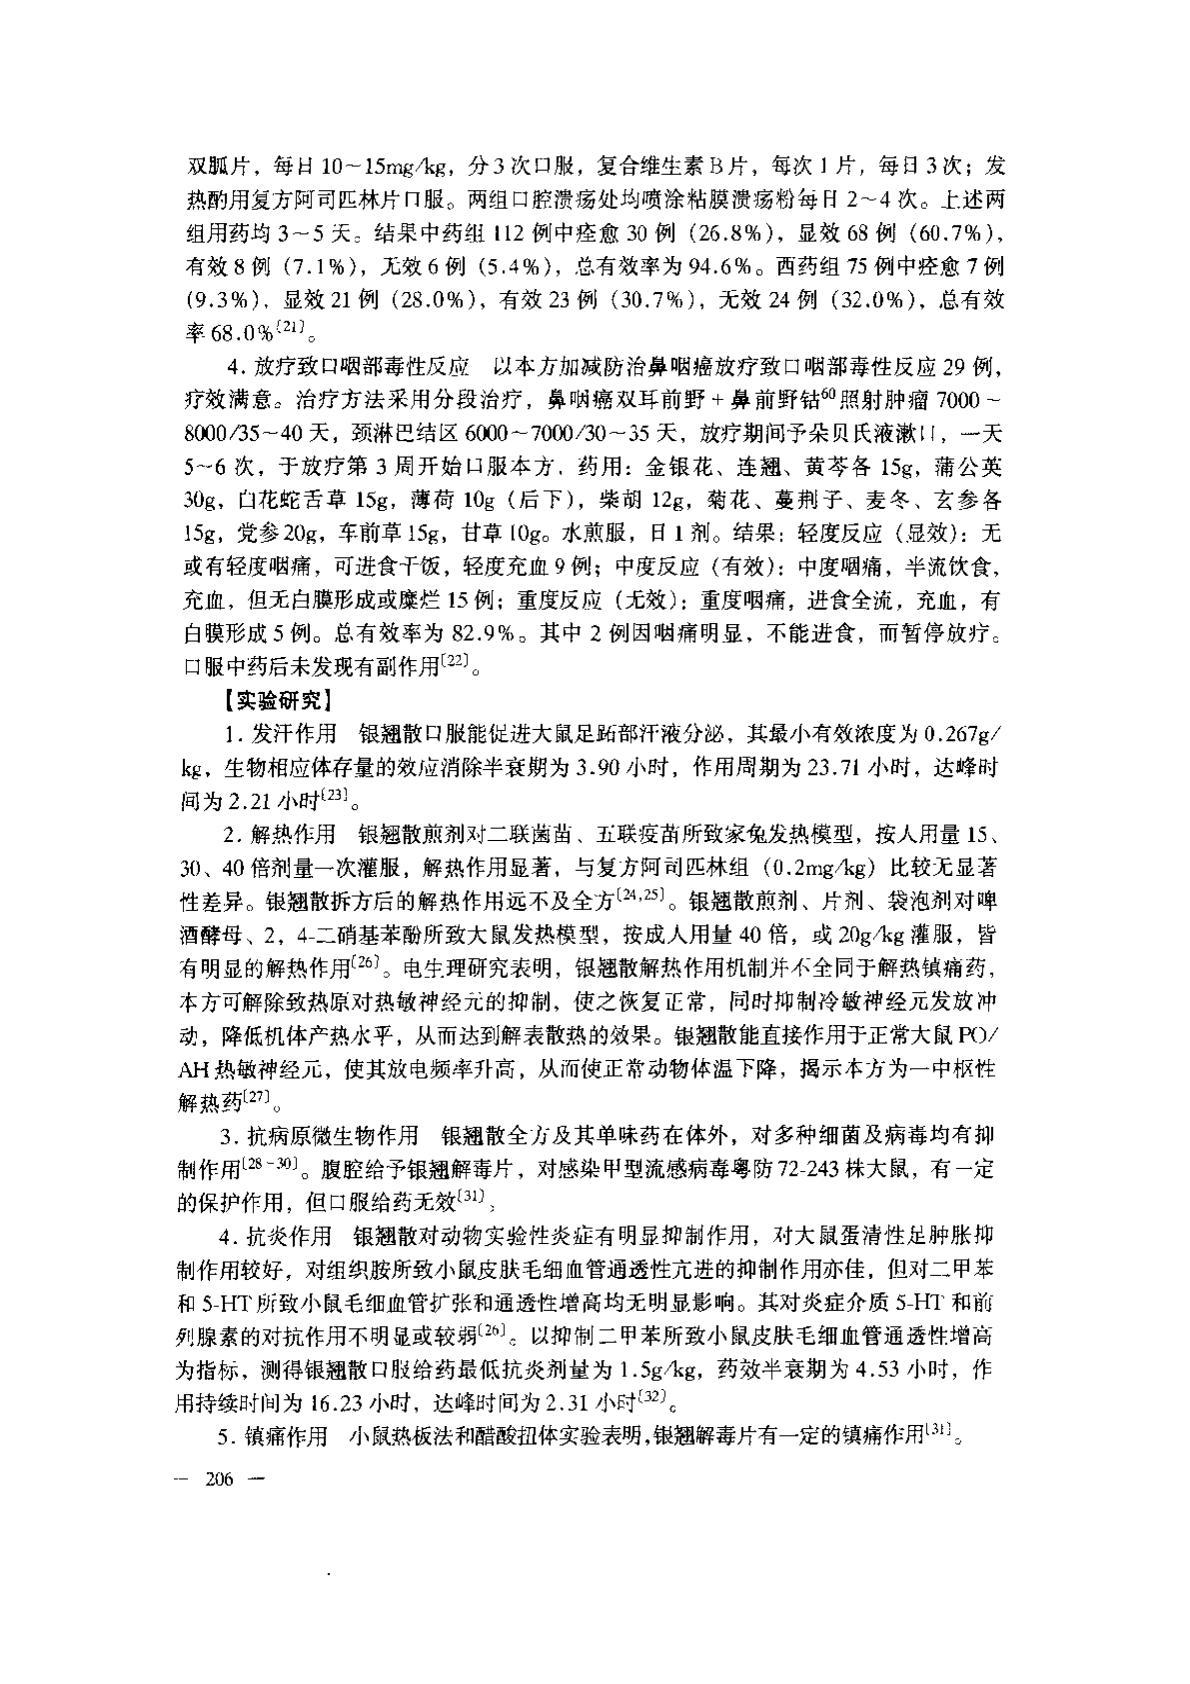 双胍片，每日 10～15mg/kg，分 3 次口服，复合维生素 B 片，每次 1 片，每日 3 次；发
热酌用复方阿司匹林片口服。两组口腔溃疡处均喷涂粘膜溃疡粉每日 2～4 次。上述两
组用药均 3～5 天。结果中药组 112 例中痊愈 30 例（26.8%），显效 68 例（60.7%），
有效 8 例（7.1%），无效 6 例（5.4%），总有效率为 94.6%。西药组 75 例中痊愈 7 例
(9.3%)，显效 21 例（28.0%），有效 23 例（30.7%），无效 24 例（32.0%），总有效
率 68.0%〔21〕。
4. 放疗致口咽部毒性反应　以本方加减防治鼻咽癌放疗致口咽部毒性反应 29 例，
疗效满意。治疗方法采用分段治疗，鼻咽癌双耳前野 + 鼻前野钴60照射肿瘤 7000～
8000/35～40 天，颈淋巴结区 6000～7000/30～35 天，放疗期间予朵贝氏液漱口，一天
5～6 次，于放疗第 3 周开始口服本方，药用：金银花、连翘、黄芩各 15g，蒲公英
30g，白花蛇舌草 15g，薄荷 10g（后下），柴胡 12g，菊花、蔓荆子、麦冬、玄参各
15g，党参 20g，车前草 15g，甘草 10g。水煎服，日 1 剂。结果：轻度反应（显效）：无
或有轻度咽痛，可进食干饭，轻度充血 9 例；中度反应（有效）：中度咽痛，半流饮食，
充血，但无白膜形成或糜烂 15 例；重度反应（无效）：重度咽痛，进食全流，充血，有
白膜形成 5 例。总有效率为 82.9%。其中 2 例因咽痛明显，不能进食，而暂停放疗。
口服中药后未发现有副作用〔22〕。
【实验研究】
1. 发汗作用　银翘散口服能促进大鼠足跖部汗液分泌，其最小有效浓度为 0.267g/
kg，生物相应体存量的效应消除半衰期为 3.90 小时，作用周期为 23.71 小时，达峰时
间为 2.21 小时〔23〕。
2. 解热作用　银翘散煎剂对二联菌苗、五联疫苗所致家兔发热模型，按人用量 15、
30、40 倍剂量一次灌服，解热作用显著，与复方阿司匹林组（0.2mg/kg）比较无显著
性差异。银翘散拆方后的解热作用远不及全方〔24,25〕。银翘散煎剂、片剂、袋泡剂对啤
酒酵母、2，4-二硝基苯酚所致大鼠发热模型，按成人用量 40 倍，或 20g/kg 灌服，皆
有明显的解热作用〔26〕。电生理研究表明，银翘散解热作用机制并不全同于解热镇痛药，
本方可解除致热原对热敏神经元的抑制，使之恢复正常，同时抑制冷敏神经元发放冲
动，降低机体产热水平，从而达到解表散热的效果。银翘散能直接作用于正常大鼠 PO/
AH 热敏神经元，使其放电频率升高，从而使正常动物体温下降，揭示本方为一中枢性
解热药〔27〕。
3. 抗病原微生物作用　银翘散全方及其单味药在体外，对多种细菌及病毒均有抑
制作用〔28～30〕。腹腔给予银翘解毒片，对感染甲型流感病毒粤防 72-243 株大鼠，有一定
的保护作用，但口服给药无效〔31〕。
4. 抗炎作用　银翘散对动物实验性炎症有明显抑制作用，对大鼠蛋清性足肿胀抑
制作用较好，对组织胺所致小鼠皮肤毛细血管通透性亢进的抑制作用亦佳，但对二甲苯
和 5-HT 所致小鼠毛细血管扩张和通透性增高均无明显影响。其对炎症介质 5-HT 和前
列腺素的对抗作用不明显或较弱〔26〕。以抑制二甲苯所致小鼠皮肤毛细血管通透性增高
为指标，测得银翘散口服给药最低抗炎剂量为 1.5g/kg，药效半衰期为 4.53 小时，作
用持续时间为 16.23 小时，达峰时间为 2.31 小时〔32〕。
5. 镇痛作用　小鼠热板法和醋酸扭体实验表明，银翘解毒片有一定的镇痛作用〔31〕。
— 206 —